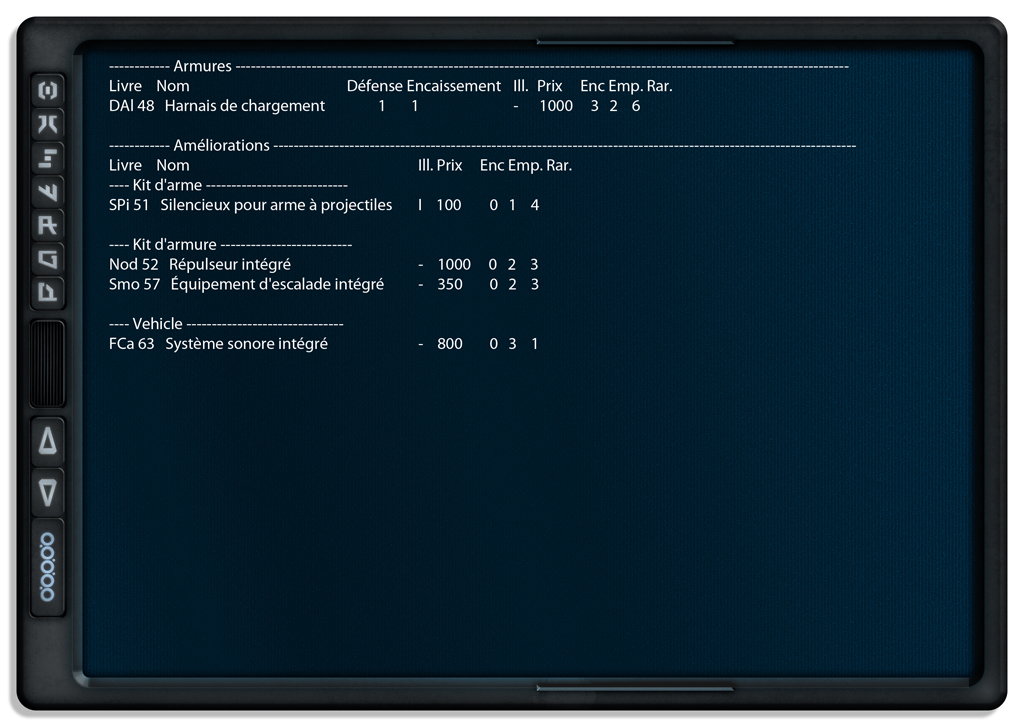 ------------ Armures ------------------------------------------------------------------------------------------------------------------------
Livre Nom Défense Encaissement Ill. Prix Enc Emp. Rar.
DAl 48 Harnais de chargement 1 1 - 1000 3 2 6
------------ Améliorations --------------------------------------------------------------------------------------------------------------------
Livre Nom Ill. Prix Enc Emp. Rar.
---- Kit d'arme ----------------------------
SPi 51 Silencieux pour arme à projectiles I 100 0 1 4
---- Kit d'armure --------------------------
Nod 52 Répulseur intégré - 1000 0 2 3
Smo 57 Équipement d'escalade intégré - 350 0 2 3
---- Vehicle -------------------------------
FCa 63 Système sonore intégré - 800 0 3 1